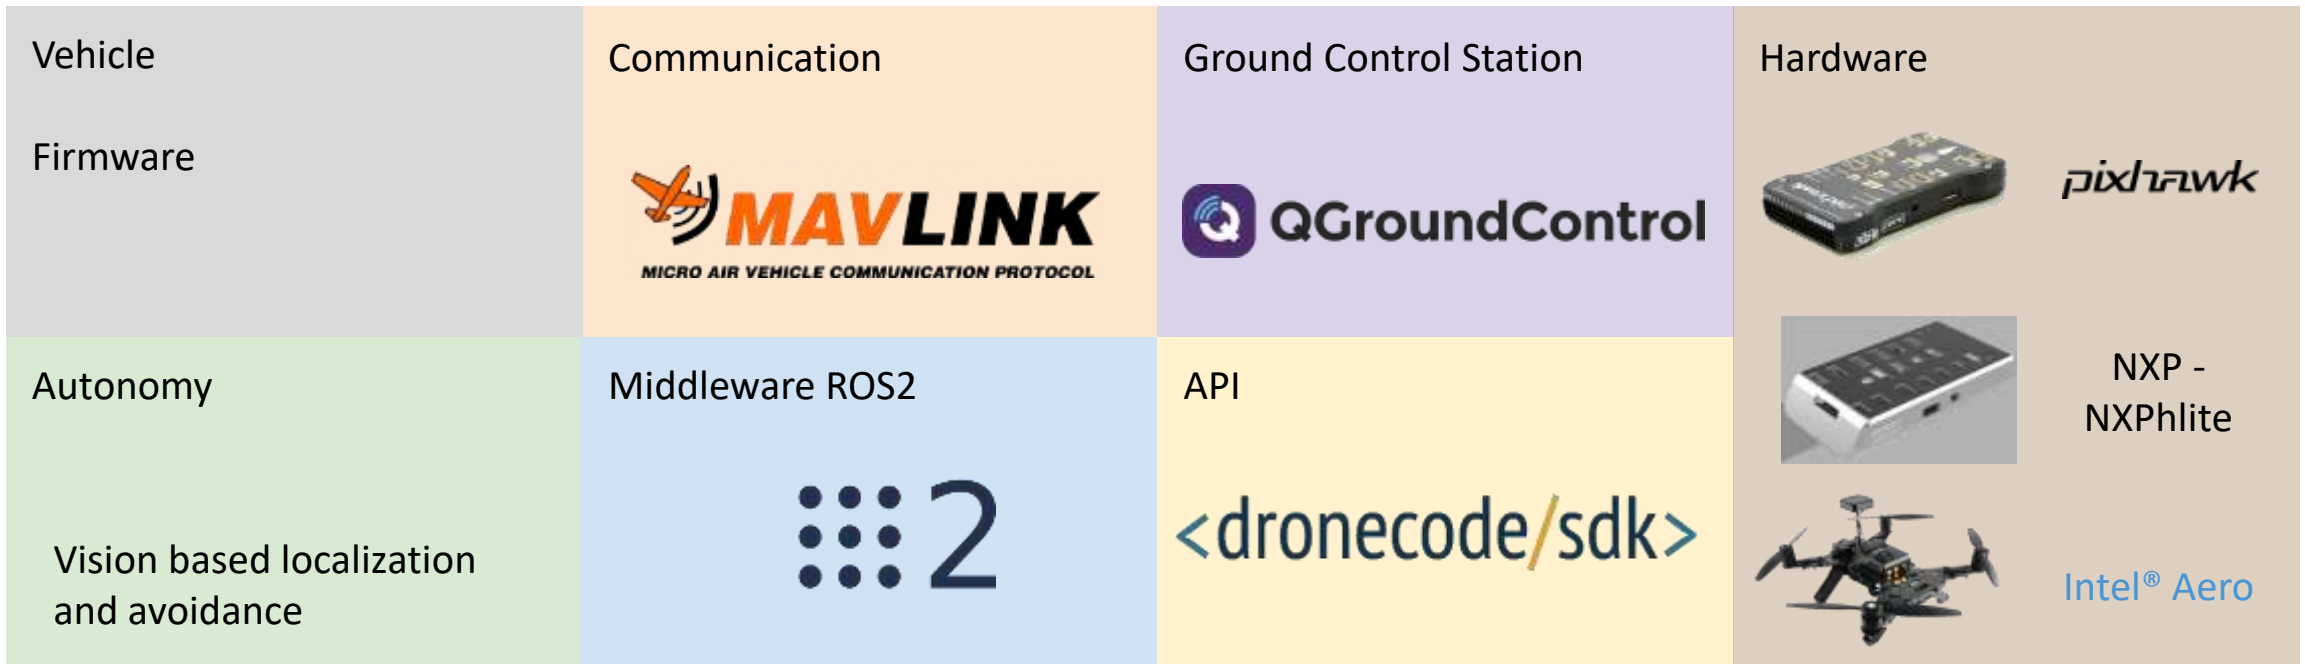 Vehicle
Firmware
Communication
MAVLINK
MICRO AIR VEHICLE COMMUNICATION PROTOCOL
Ground Control Station
QGroundControl
Hardware
pixhawk
NXP -
NXPhlite
Intel® Aero
Autonomy
Vision based localization
and avoidance
Middleware ROS2
2
API
<dronecode/sdk>